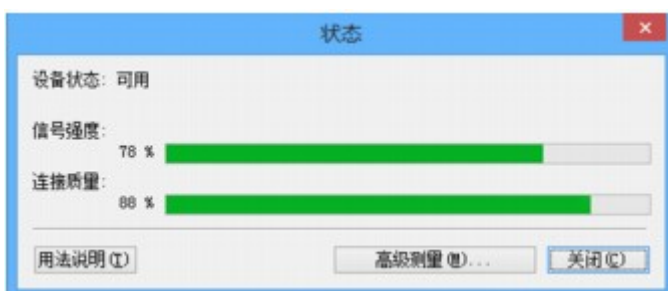 状态
设备状态: 可用
信号强度:
78 %
连接质量:
88 %
用法说明(I) 高级测量(M)... 关闭(C)